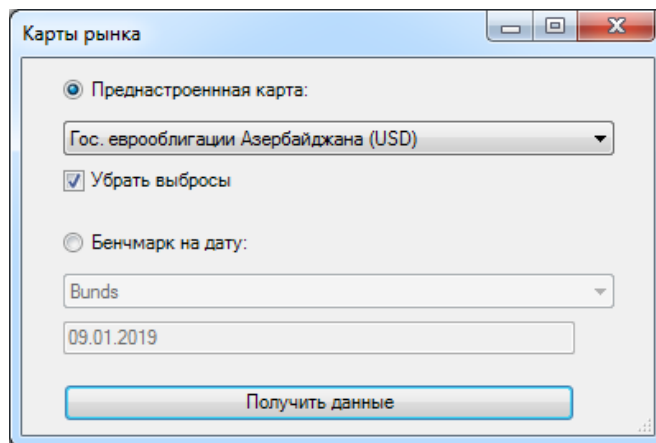 Карты рынка
Преднастроеннная карта:
Гос. еврооблигации Азербайджана (USD)
Убрать выбросы
Бенчмарк на дату:
Bunds
09.01.2019
Получить данные